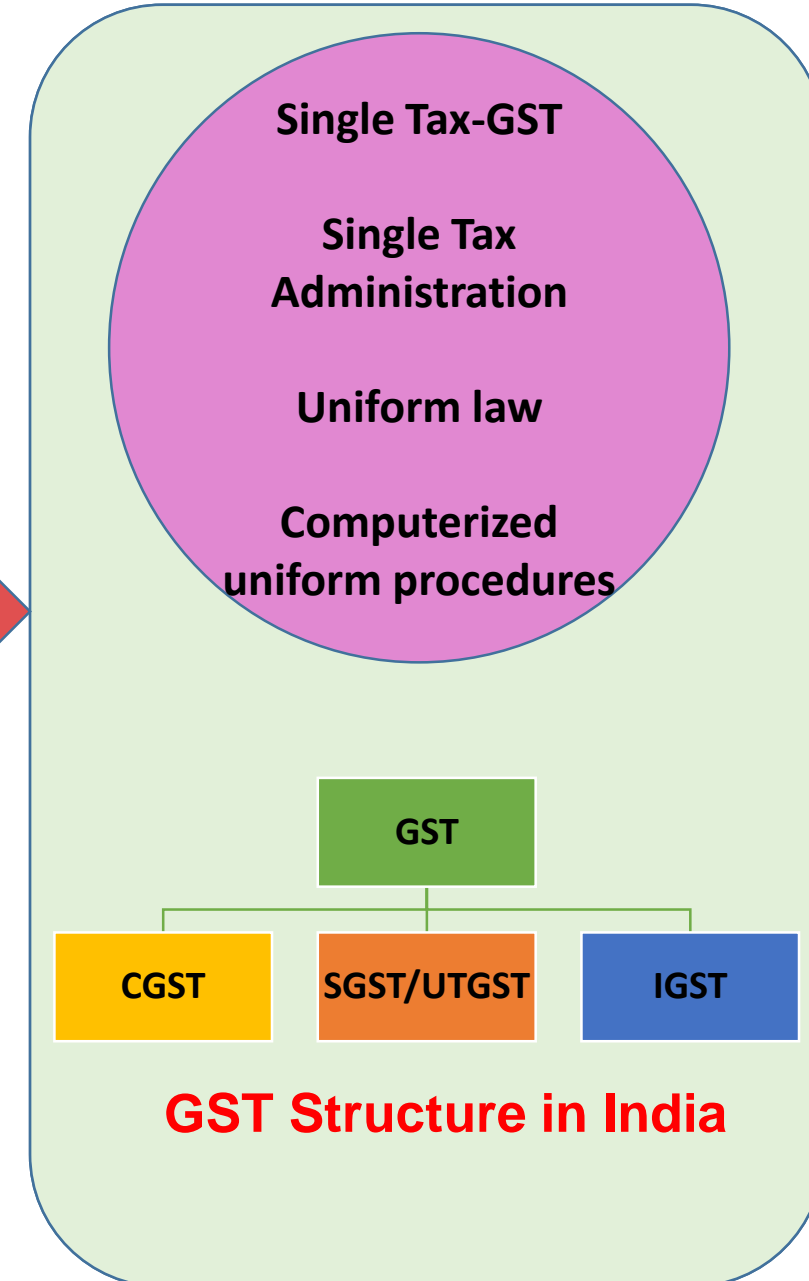 Single Tax-GST
Single Tax
Administration
Uniform law
Computerized
uniform procedures
GST
CGST
SGST/UTGST
IGST
GST Structure in India